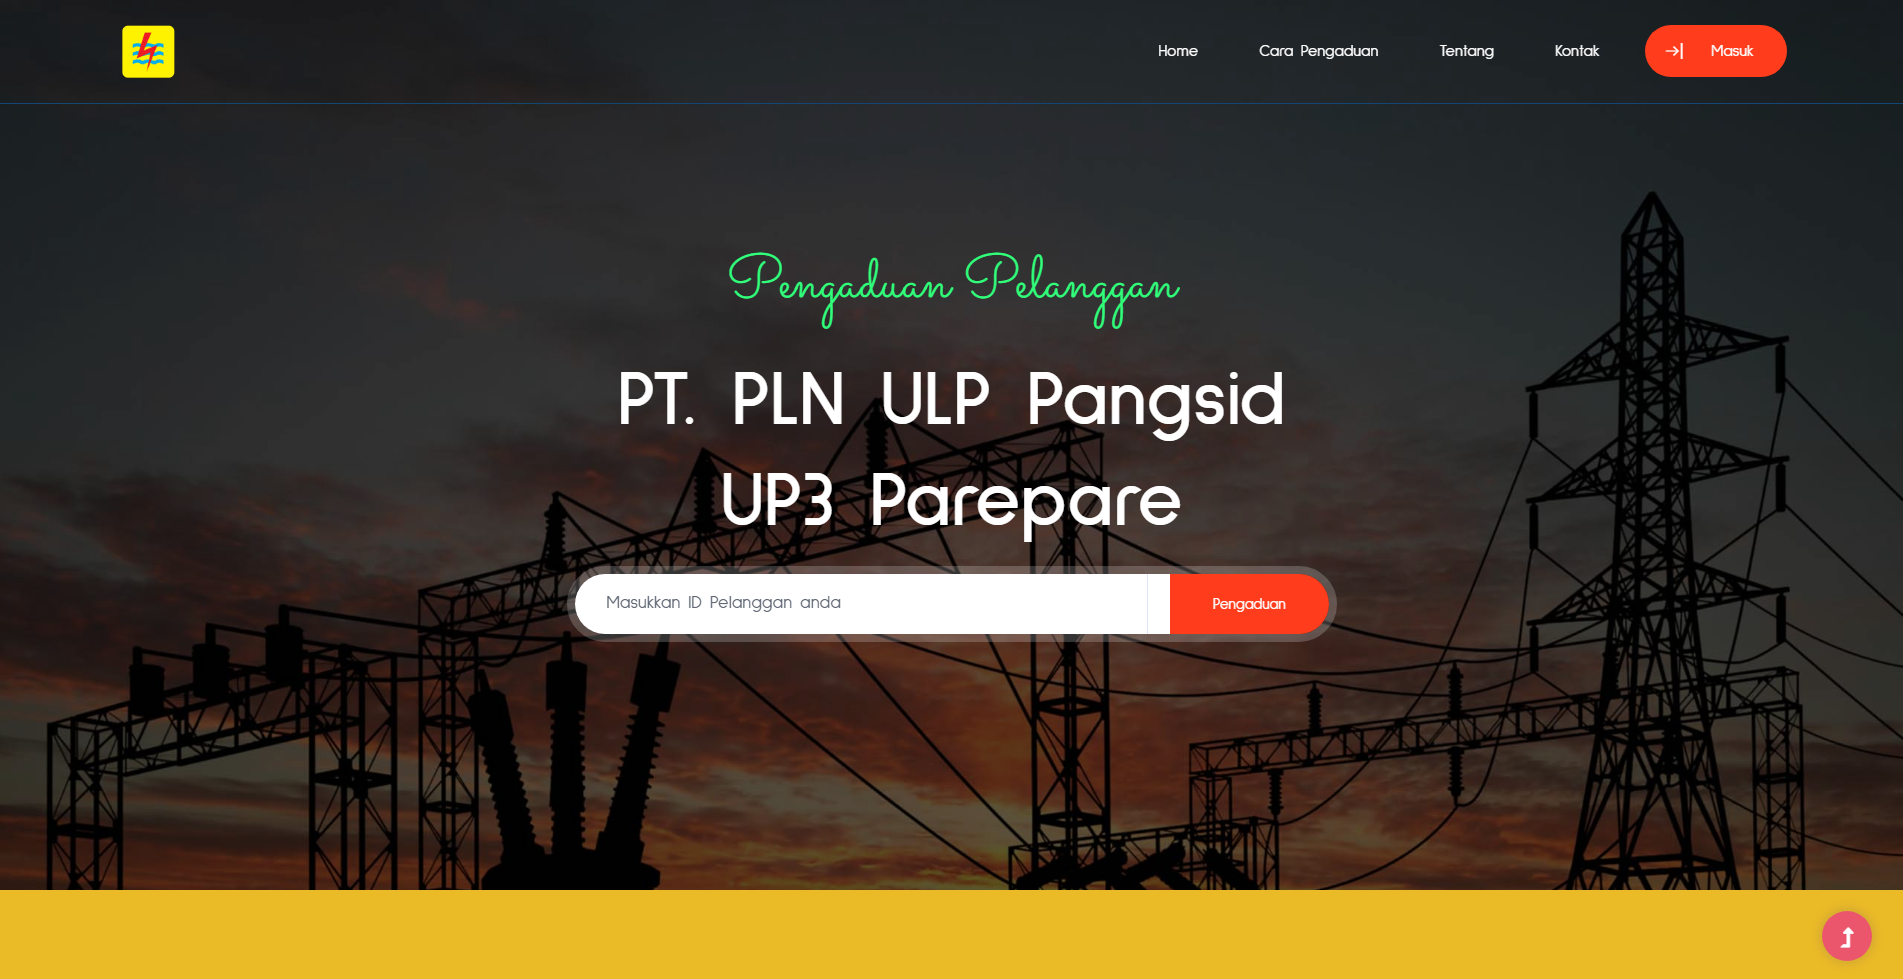 Home
Cara Pengaduan
Tentang
Kontak
Masuk
Pengaduan Pelanggan
PT. PLN ULP Pangsid
UP3 Parepare
Masukkan ID Pelanggan anda
Pengaduan